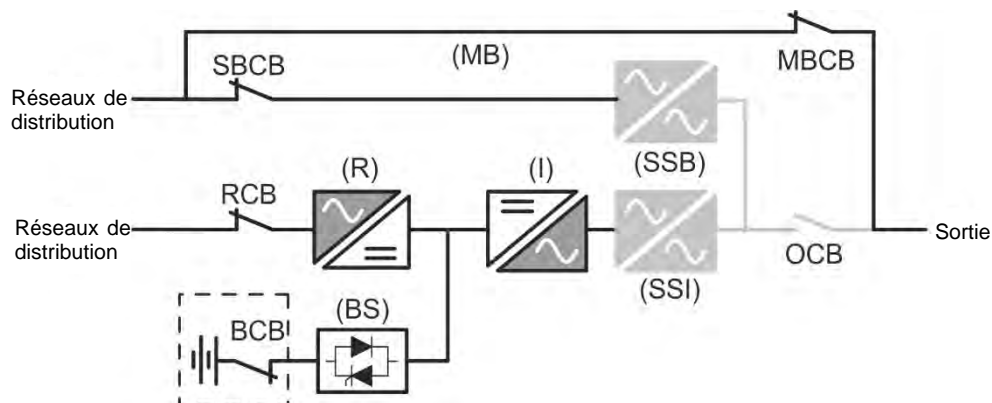 (MB)
MBCB
SBCB
Réseaux de
distribution
(SSB)
(R)
(I)
RCB
Réseaux de
distribution
Sortie
OCB
(SSI)
(BS)
BCB